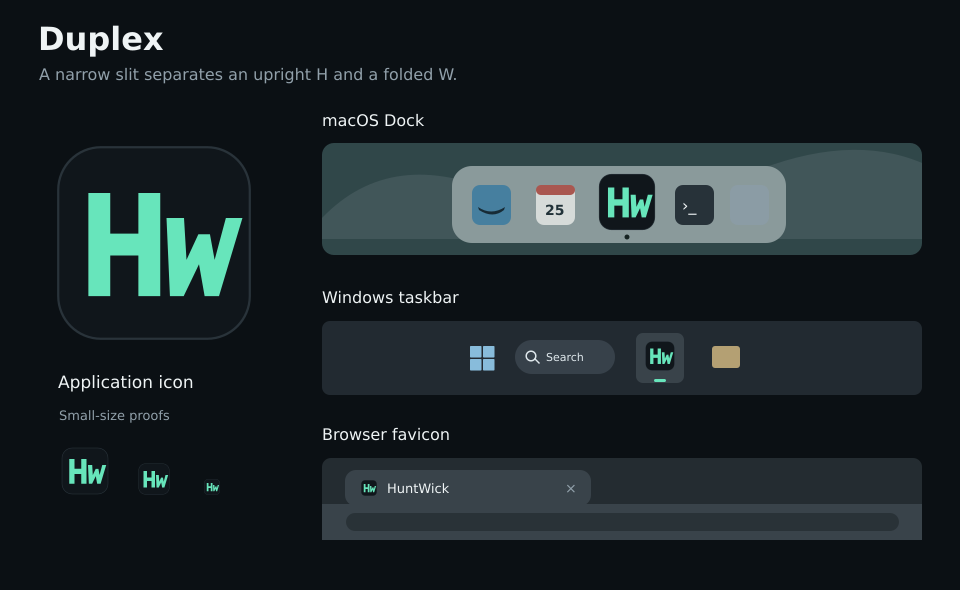 Duplex
A narrow slit separates an upright H and a folded W.
macOS Dock
Hw
25
Hw
>_
Windows taskbar
Search
Hw
Application icon
Small-size proofs
Hw
Hw
Hw
Browser favicon
Hw HuntWick ×